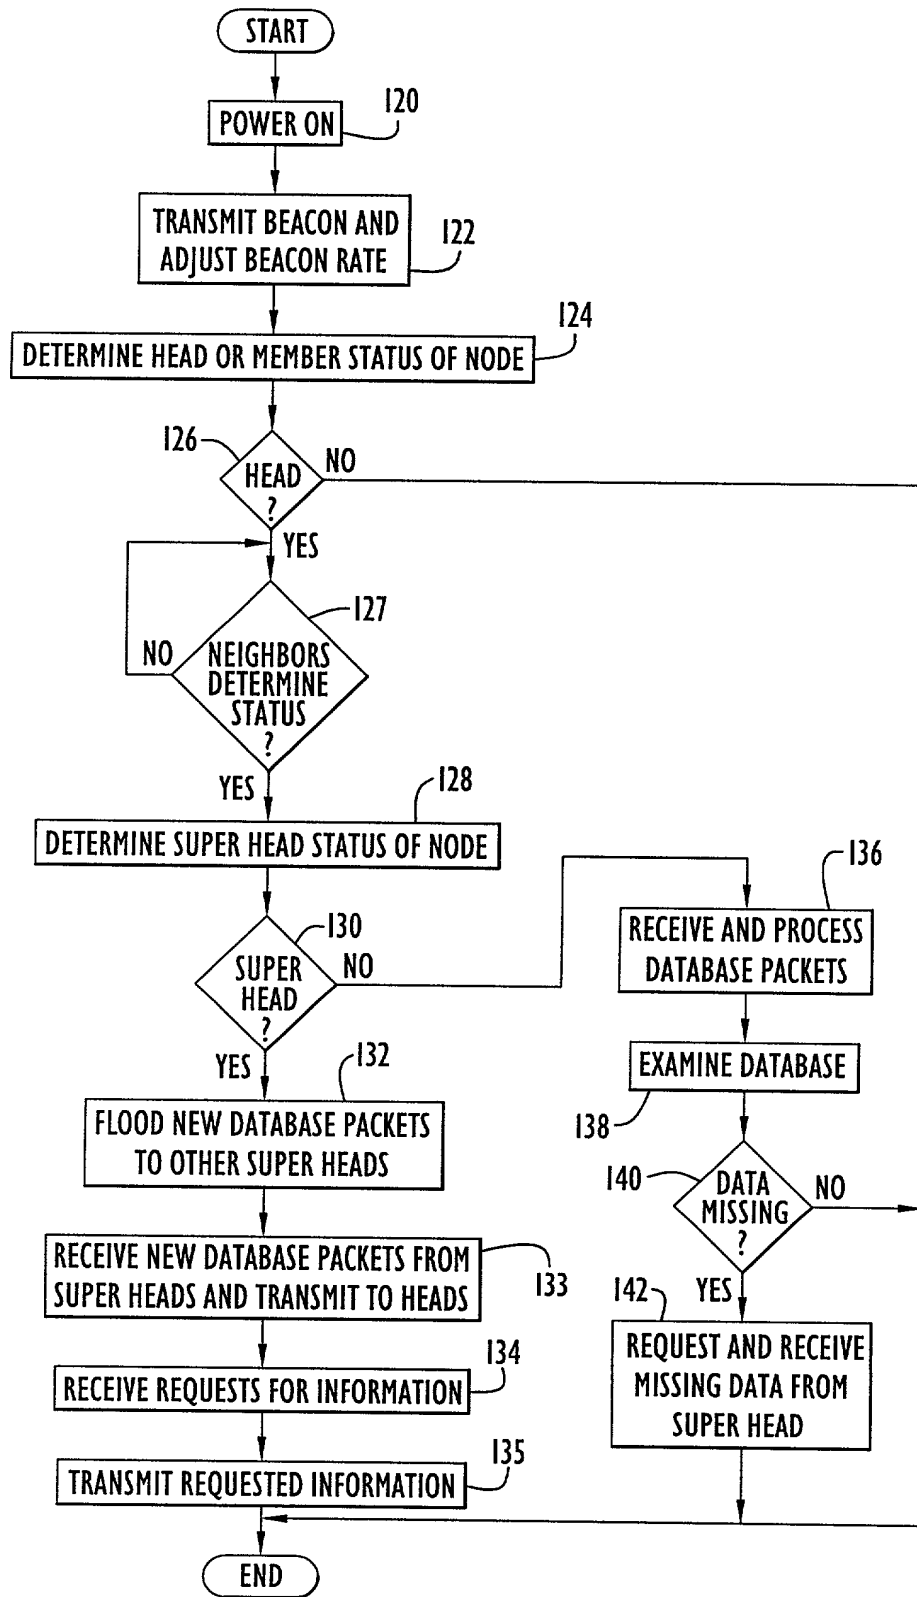 START
120
POWER ON
TRANSMIT BEACON AND
ADJUST BEACON RATE
122
124
DETERMINE HEAD OR MEMBER STATUS OF NODE
126
HEAD
?
NO
YES
127
NEIGHBORS
DETERMINE
STATUS
?
NO
YES
128
DETERMINE SUPER HEAD STATUS OF NODE
130
SUPER
HEAD
?
NO
YES
132
FLOOD NEW DATABASE PACKETS
TO OTHER SUPER HEADS
RECEIVE NEW DATABASE PACKETS FROM
SUPER HEADS AND TRANSMIT TO HEADS
133
134
RECEIVE REQUESTS FOR INFORMATION
135
TRANSMIT REQUESTED INFORMATION
END
136
RECEIVE AND PROCESS
DATABASE PACKETS
EXAMINE DATABASE
138
140
DATA
MISSING
?
NO
YES
142
REQUEST AND RECEIVE
MISSING DATA FROM
SUPER HEAD